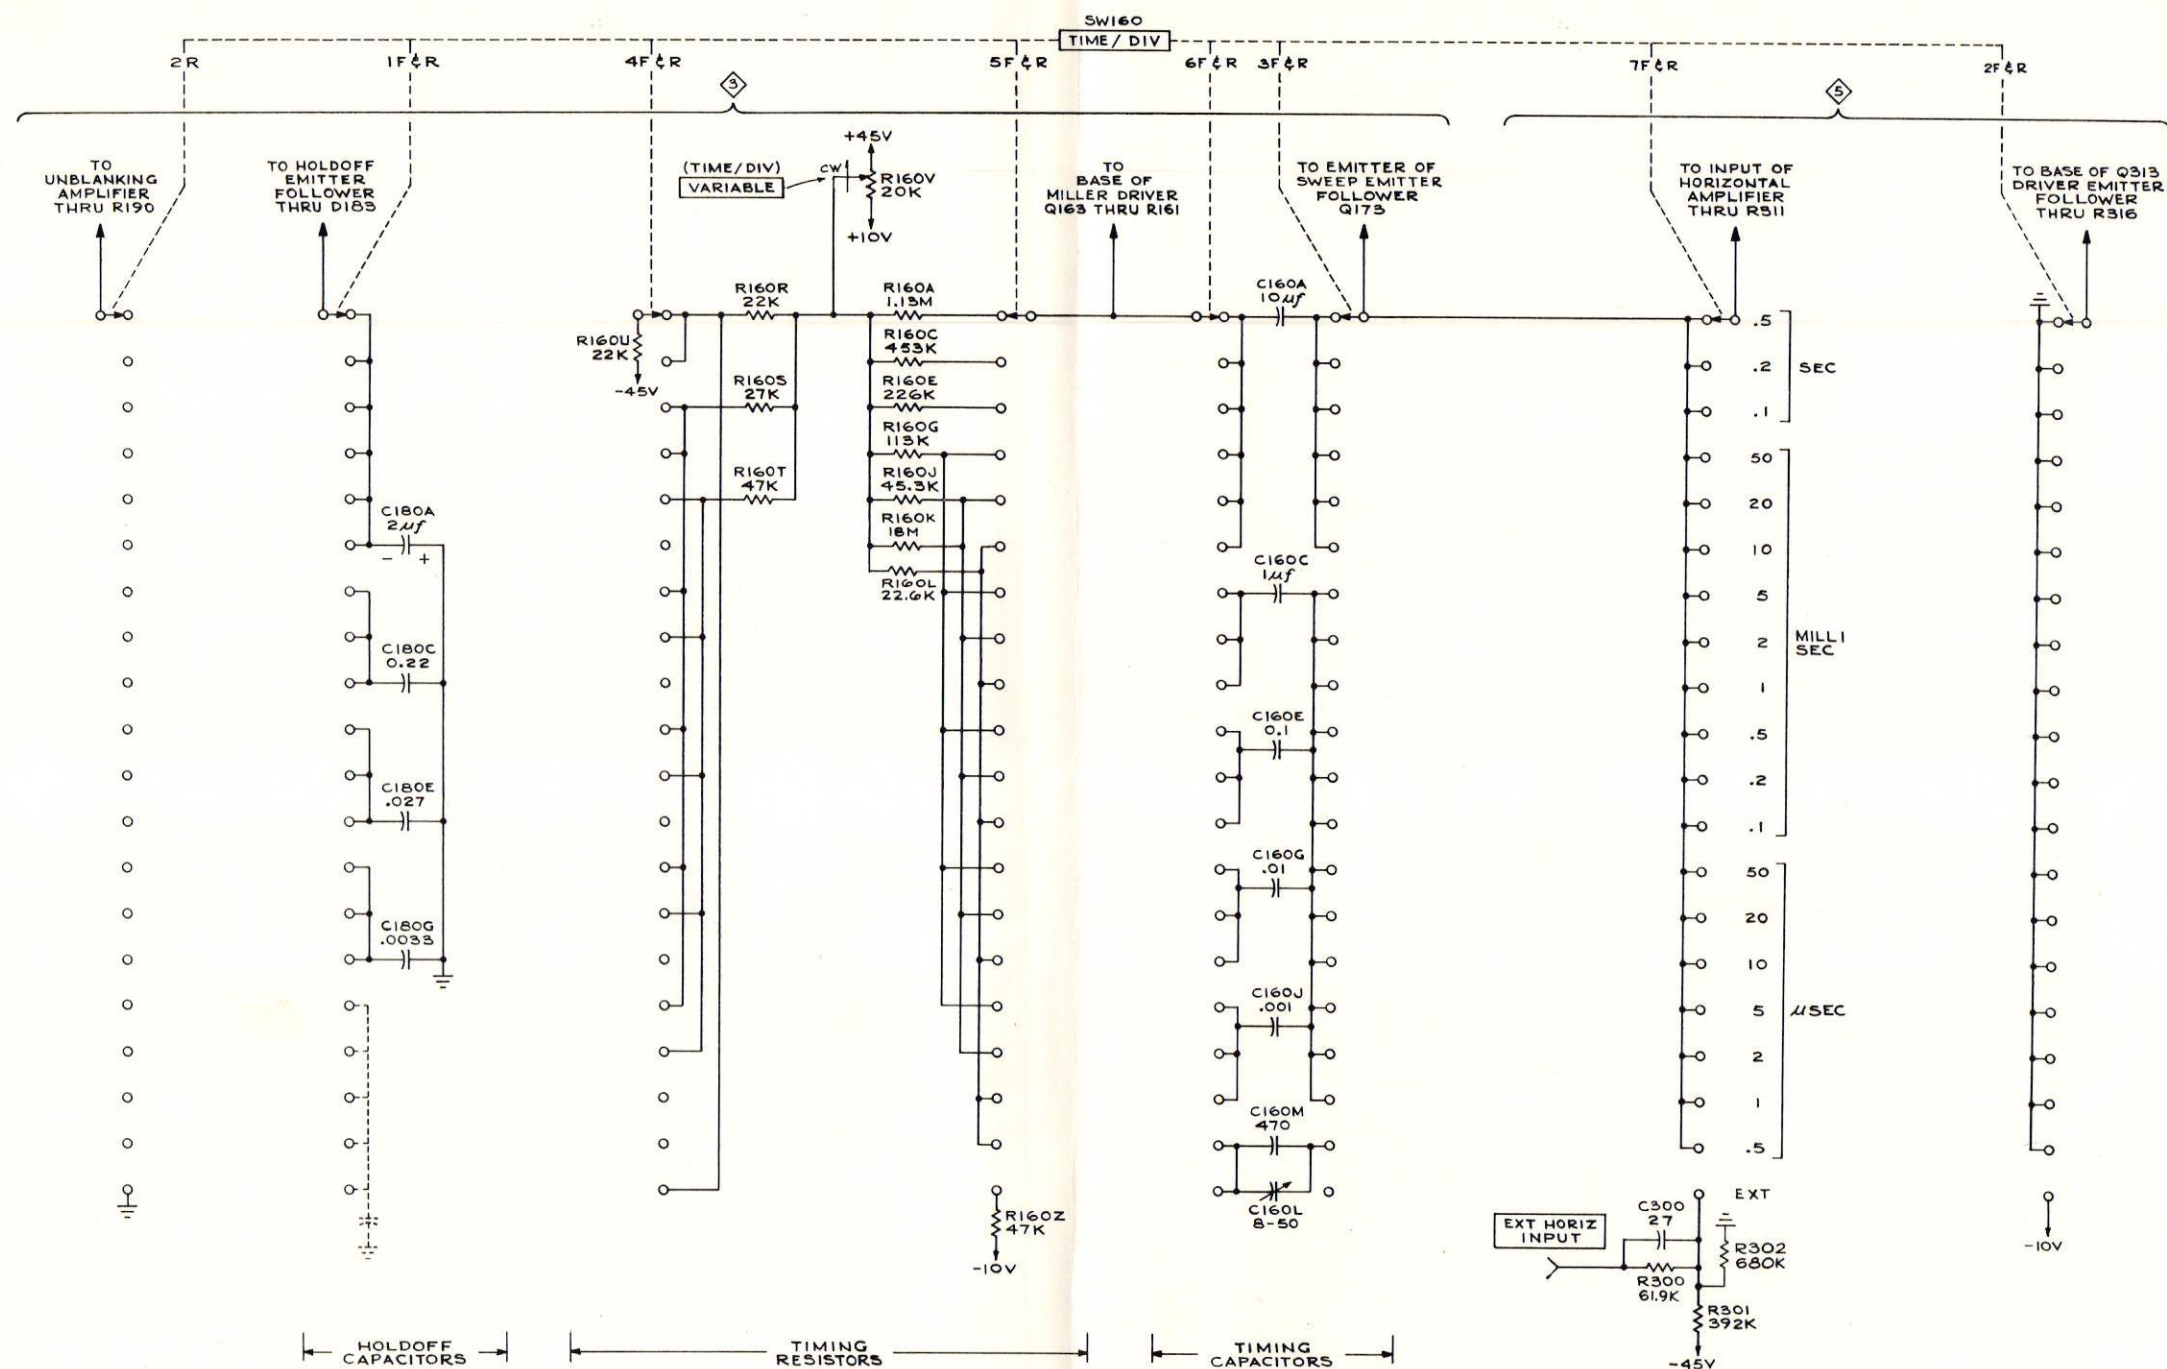 SW160
TIME / DIV
2R
1F&R
4F&R
5F&R
6F&R
3F&R
7F&R
2F&R
3
5
TO
UNBLANKING
AMPLIFIER
THRU R190
TO HOLDOFF
EMITTER
FOLLOWER
THRU D183
(TIME/DIV)
VARIABLE
CW
+45V
R160V
20K
+10V
TO
BASE OF
MILLER DRIVER
Q163 THRU R161
TO EMITTER OF
SWEEP EMITTER
FOLLOWER
Q173
TO INPUT OF
HORIZONTAL
AMPLIFIER
THRU R311
TO BASE OF Q313
DRIVER EMITTER
FOLLOWER
THRU R316
R160U
22K
-45V
R160R
22K
R160S
27K
R160T
47K
R160A
1.13M
R160C
453K
R160E
226K
R160G
113K
R160J
45.3K
R160K
18M
R160L
22.6K
R160Z
47K
-10V
C180A
2µf
- +
C180C
0.22
C180E
.027
C180G
.0033
C160A
10µf
C160C
1µf
C160E
0.1
C160G
.01
C160J
.001
C160M
470
C160L
8-50
.5
.2
.1
SEC
50
20
10
5
2
1
.5
.2
.1
MILLI
SEC
50
20
10
5
2
1
.5
µSEC
EXT
EXT HORIZ
INPUT
C300
27
R300
61.9K
R302
680K
R301
392K
-45V
-10V
HOLDOFF
CAPACITORS
TIMING
RESISTORS
TIMING
CAPACITORS